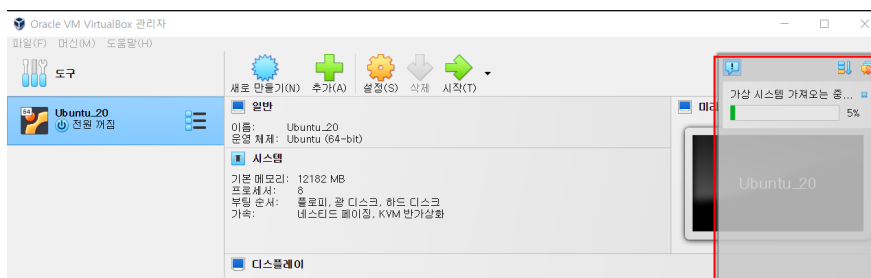 Oracle VM VirtualBox 관리자
파일(F) 머신(M) 도움말(H)
도구
새로 만들기(N) 추가(A) 설정(S) 삭제 시작(T)
64
Ubuntu_20
전원 꺼짐
일반
이름: Ubuntu_20
운영 체제: Ubuntu (64-bit)
시스템
기본 메모리: 12182 MB
프로세서: 8
부팅 순서: 플로피, 광 디스크, 하드 디스크
가속: 네스티드 페이징, KVM 반가상화
디스플레이
가상 시스템 가져오는 중...
5%
Ubuntu_20